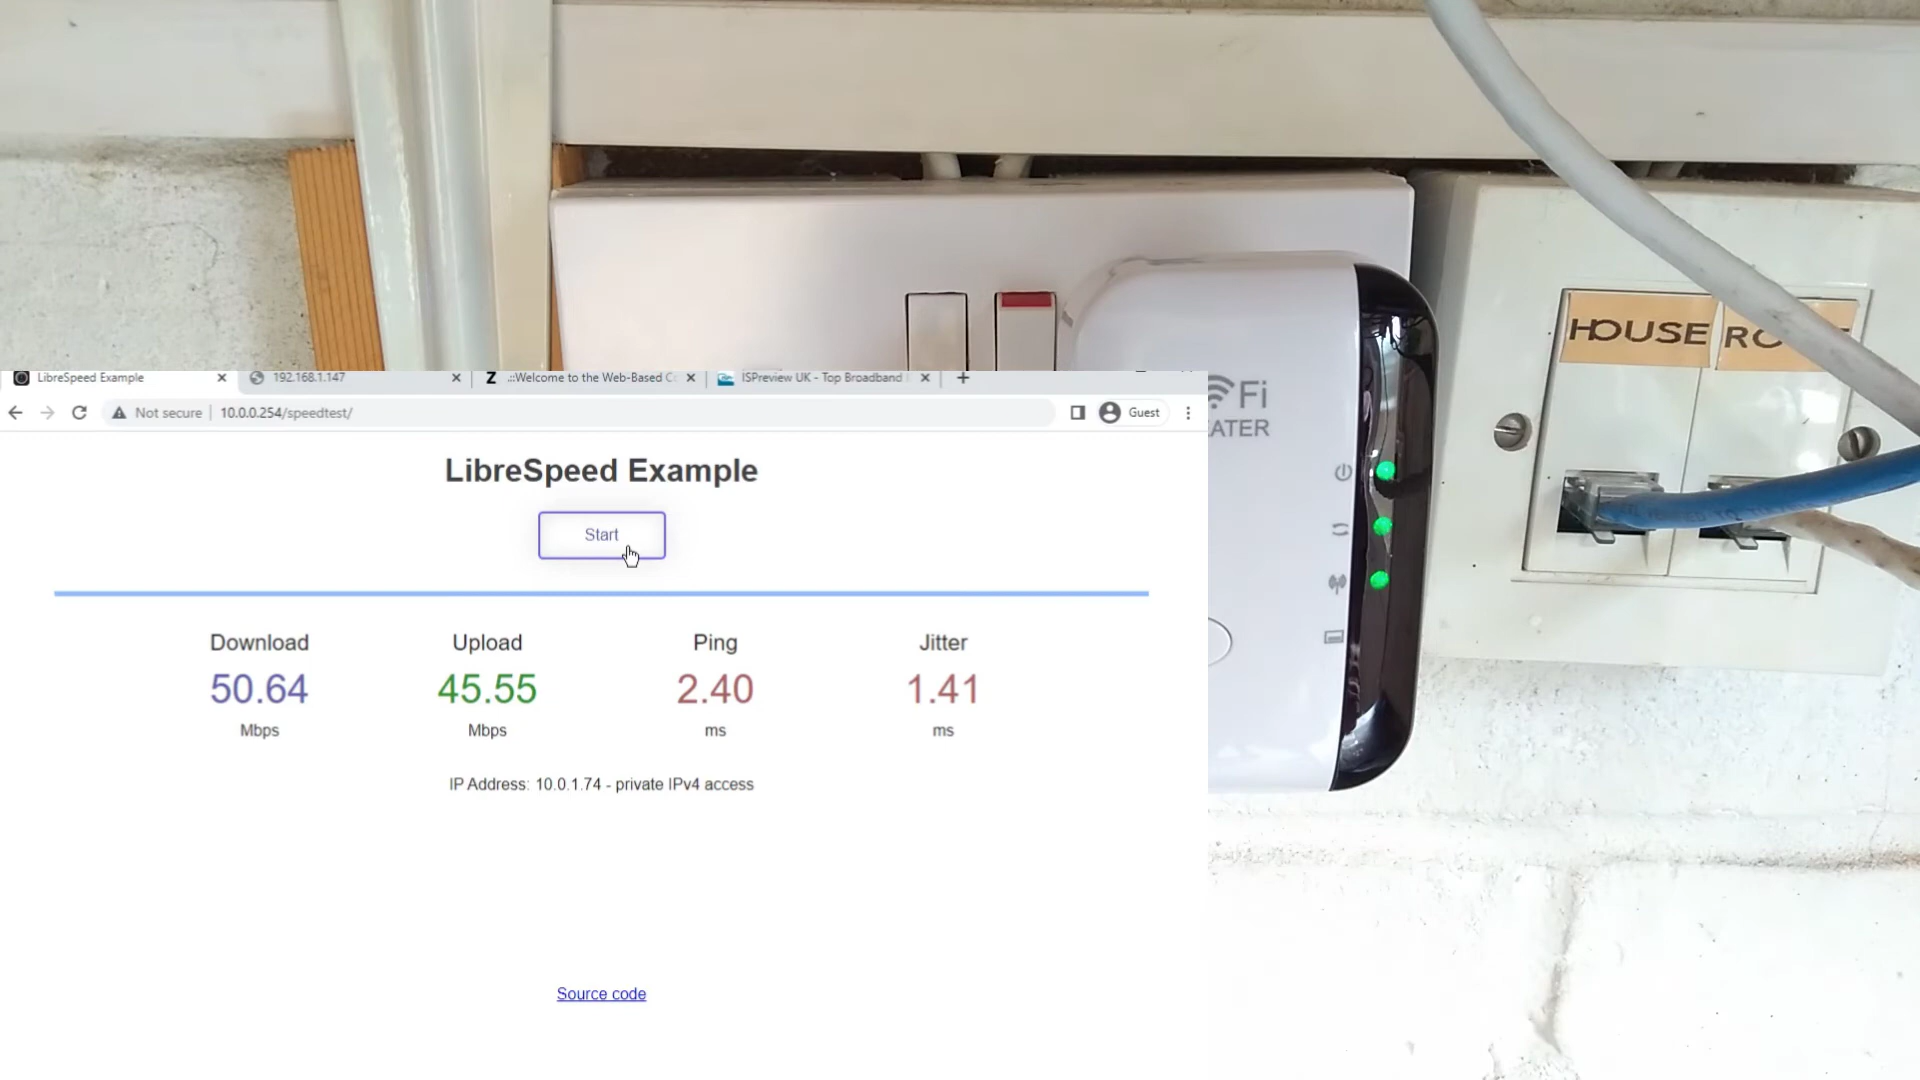 HOUSE
LibreSpeed Example
192.168.1.147
Z .::Welcome to the Web-Based
ISPreview UK - Top Broadband
Fi
Not secure
10.0.0.254/speedtest/
Guest
LibreSpeed Example
Start
Download
Upload
Ping
Jitter
50.64
45.55
2.40
1.41
Mbps
Mbps
ms
ms
IP Address: 10.0.1.74 - private IPv4 access
Source code